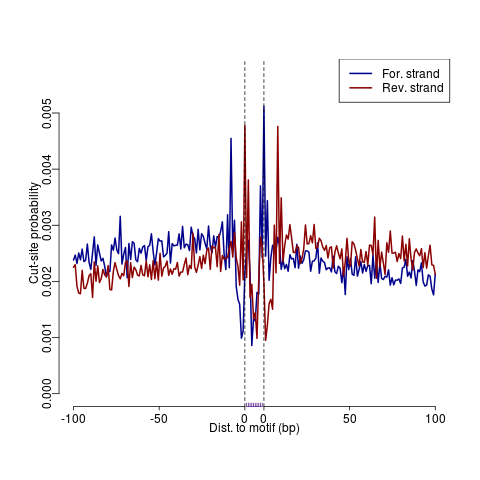 For. strand
Rev. strand
Cut-site probability
0.005
0.004
0.003
0.002
0.001
0.000
-100 -50 0 0 50 100
Dist. to motif (bp)